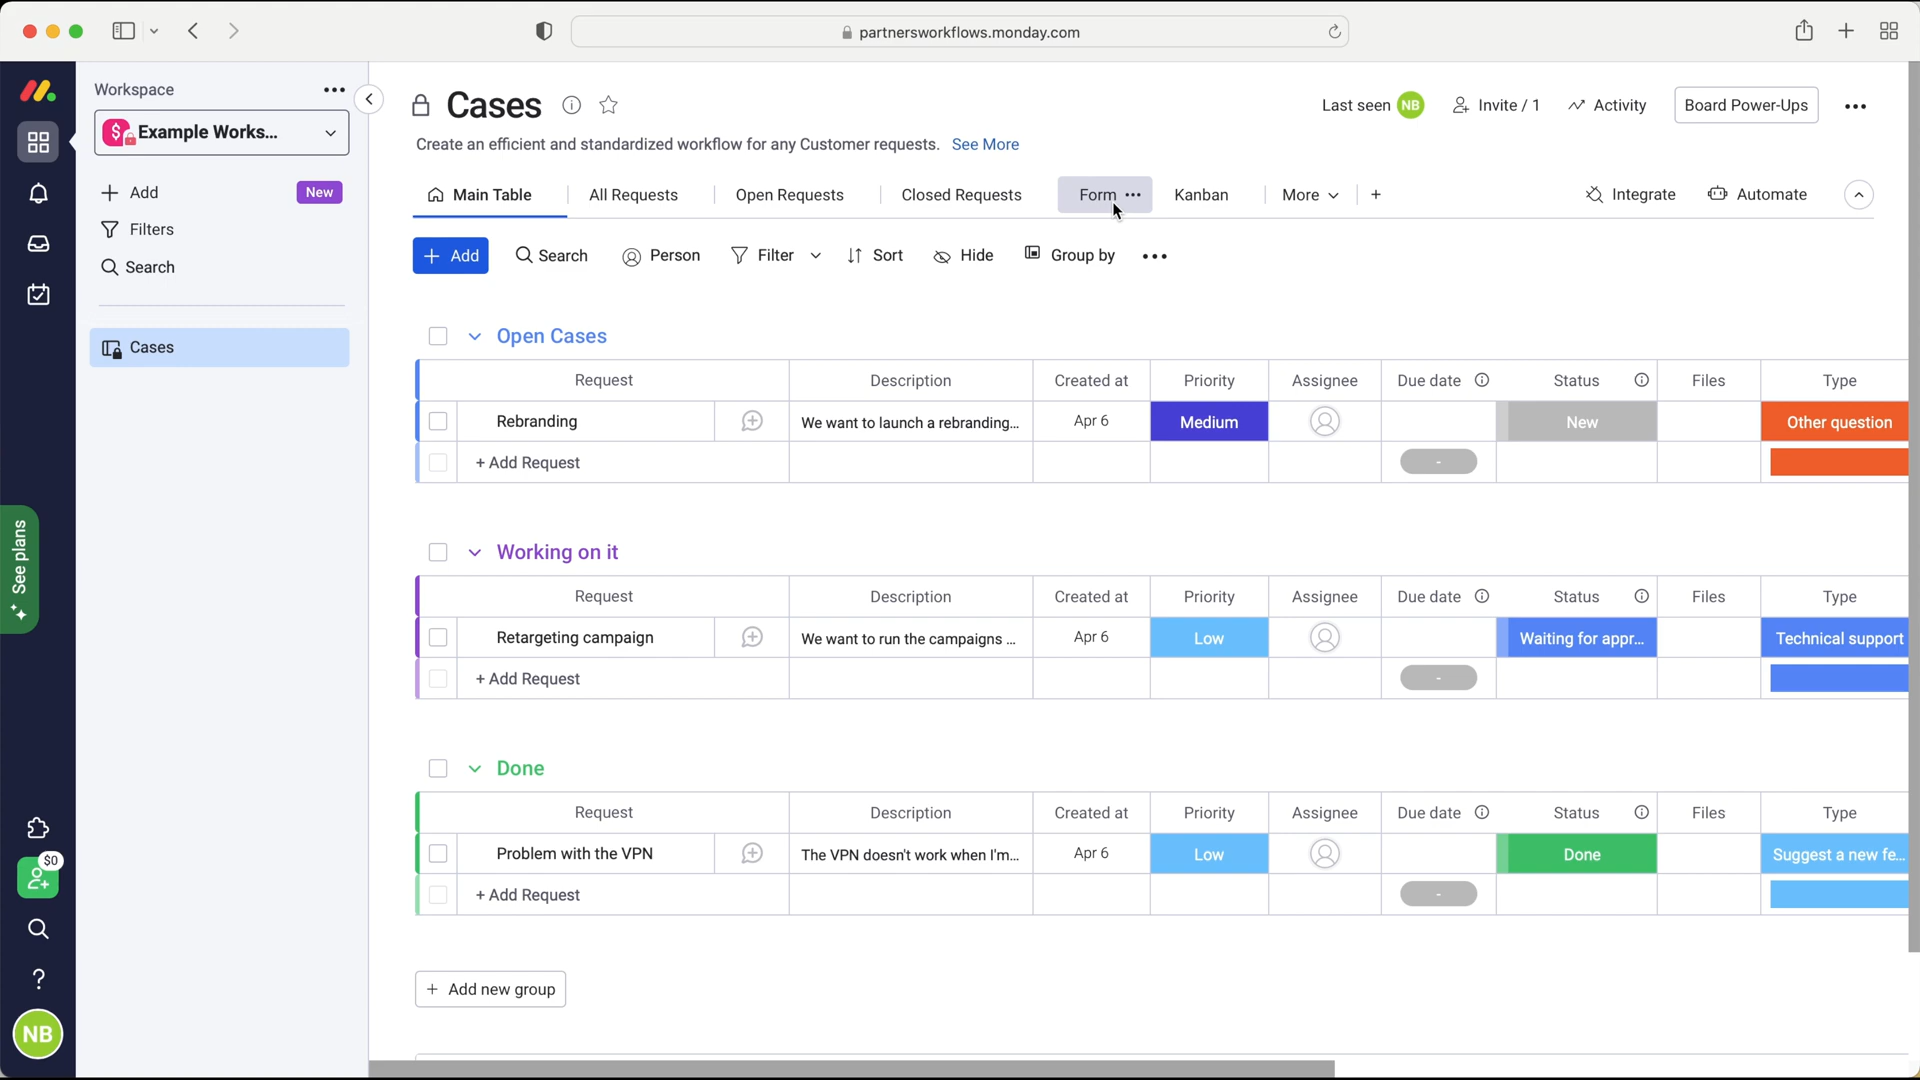 partnersworkflows.monday.com
Workspace
$ Example Works...
Add New
Filters
Search
Cases
See plans
$0
?
NB
Cases
Last seen NB Invite / 1 Activity Board Power-Ups
Create an efficient and standardized workflow for any Customer requests. See More
Main Table All Requests Open Requests Closed Requests Form Kanban More + Integrate Automate
+ Add Search Person Filter Sort Hide Group by
Open Cases
Request Description Created at Priority Assignee Due date Status Files Type
Rebranding We want to launch a rebranding... Apr 6 Medium New Other question
+ Add Request -
Working on it
Request Description Created at Priority Assignee Due date Status Files Type
Retargeting campaign We want to run the campaigns ... Apr 6 Low Waiting for appr... Technical support
+ Add Request -
Done
Request Description Created at Priority Assignee Due date Status Files Type
Problem with the VPN The VPN doesn't work when I'm... Apr 6 Low Done Suggest a new fe...
+ Add Request -
+ Add new group